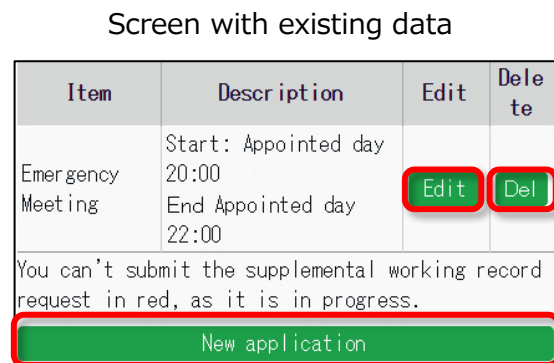 Screen with existing data
Item Description Edit Dele
te
Emergency
Meeting
Start: Appointed day
20:00
End Appointed day
22:00
Edit Del
You can't submit the supplemental working record
request in red, as it is in progress.
New application